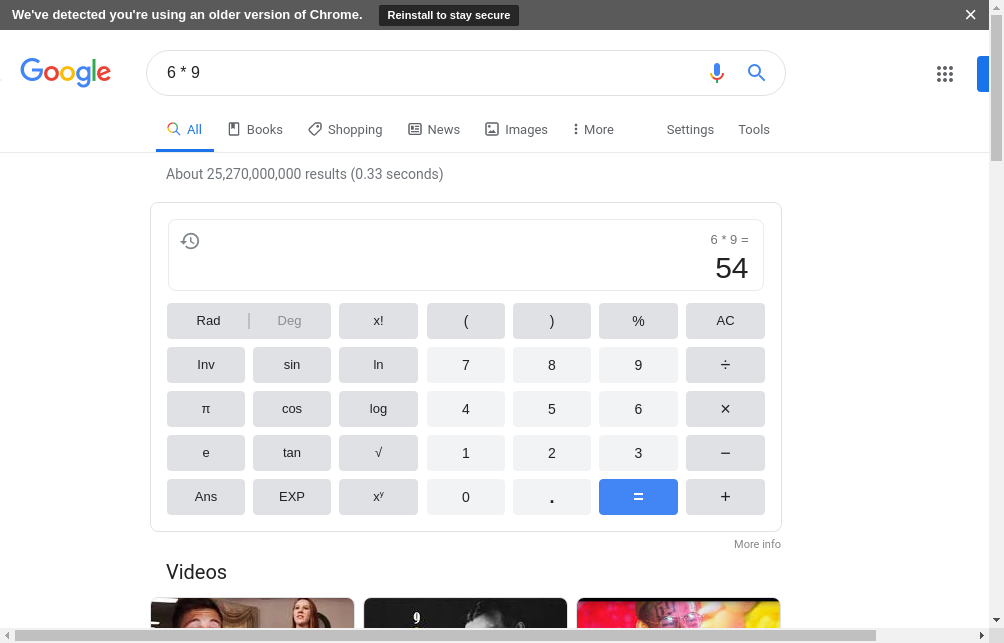 We've detected you're using an older version of Chrome. Reinstall to stay secure
Google 6 * 9
All Books Shopping News Images More Settings Tools
About 25,270,000,000 results (0.33 seconds)
6 * 9 =
54
Rad Deg x! ( ) % AC
Inv sin ln 7 8 9 ÷
π cos log 4 5 6 ×
e tan √ 1 2 3 −
Ans EXP xʸ 0 . = +
More info
Videos
9